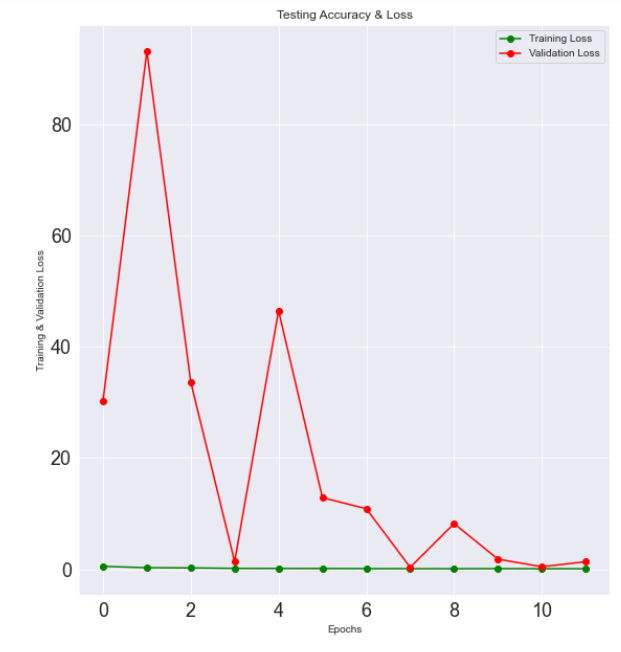 Testing Accuracy & Loss
Training Loss
Validation Loss
80
60
40
20
0
Training & Validation Loss
0 2 4 6 8 10
Epochs